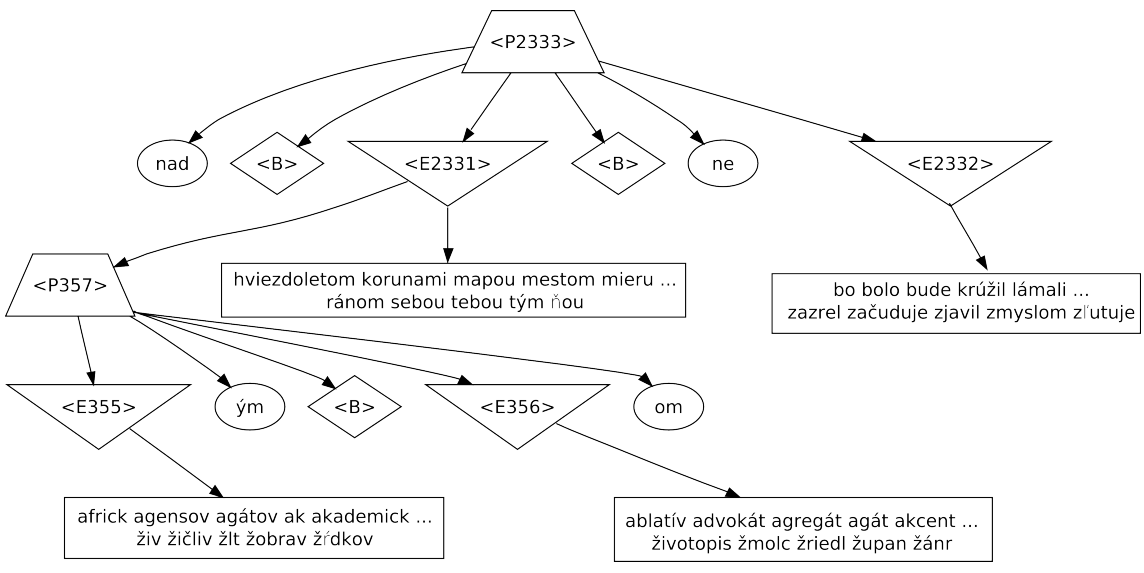 <P2333>
nad
<B>
<E2331>
<B>
ne
<E2332>
<P357>
hviezdoletom korunami mapou mestom mieru ...
ránom sebou tebou tým ňou
bo bolo bude krúžil lámali ...
zazrel začuduje zjavil zmyslom zľutuje
<E355>
ým
<B>
<E356>
om
africk agensov agátov ak akademick ...
živ žičliv žlt žobrav žŕdkov
ablatív advokát agregát agát akcent ...
životopis žmolc žriedl župan žánr